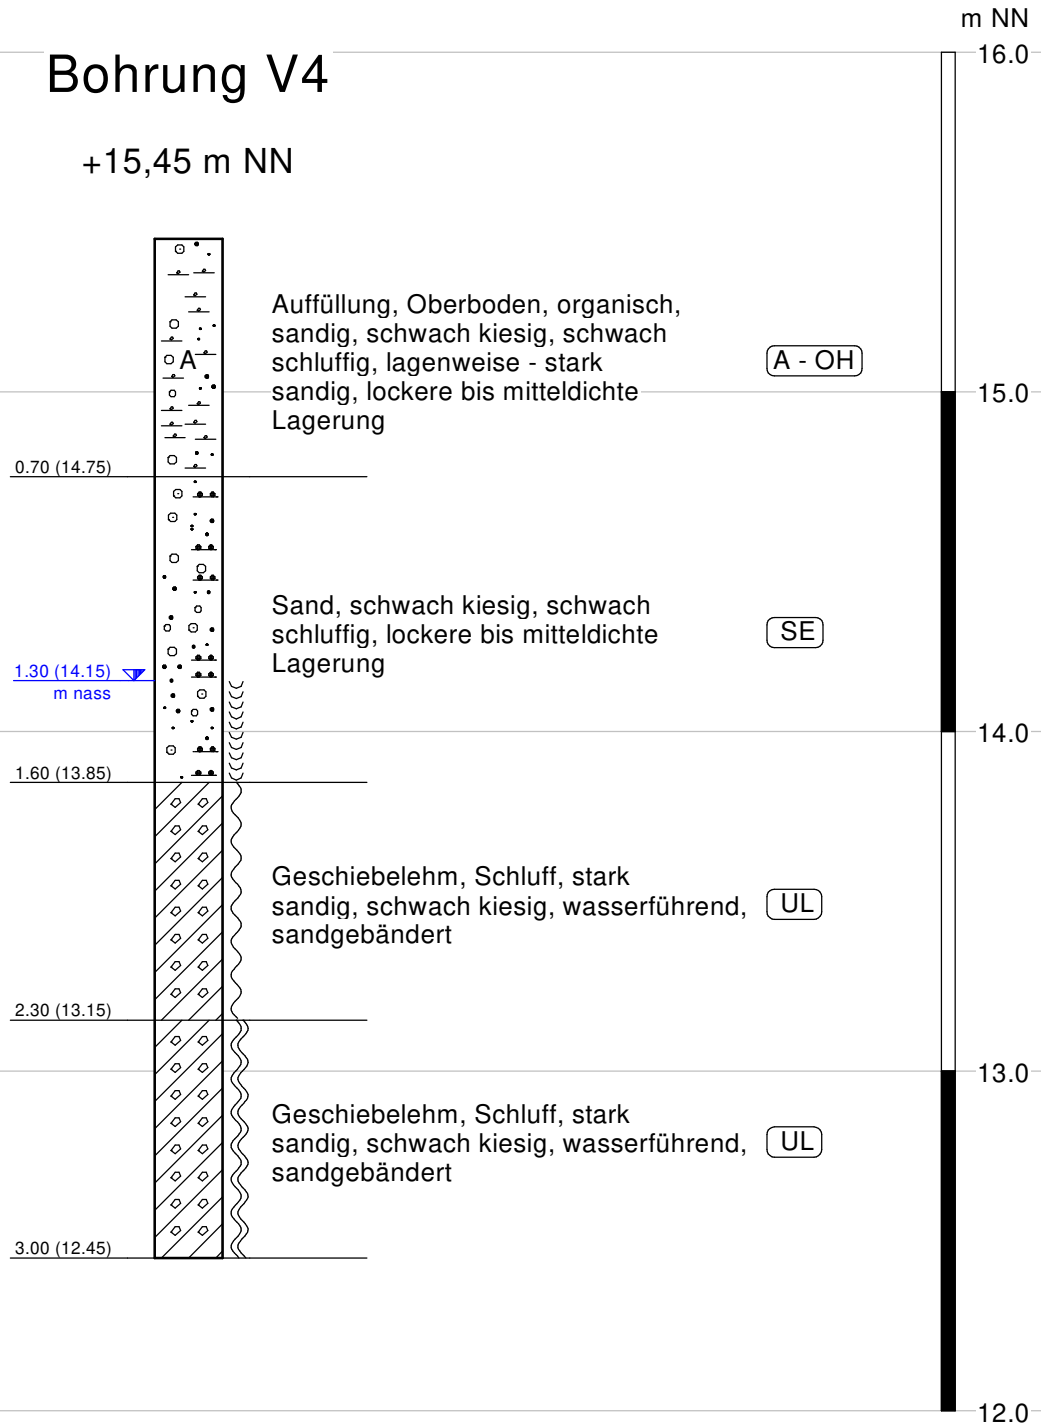 m NN
16.0
Bohrung V4
+15,45 m NN
Auffüllung, Oberboden, organisch,
sandig, schwach kiesig, schwach
schluffig, lagenweise - stark
sandig, lockere bis mitteldichte
Lagerung
A
A - OH
15.0
0.70 (14.75)
Sand, schwach kiesig, schwach
schluffig, lockere bis mitteldichte
Lagerung
SE
1.30 (14.15)
m nass
14.0
1.60 (13.85)
Geschiebelehm, Schluff, stark
sandig, schwach kiesig, wasserführend,
sandgebändert
UL
2.30 (13.15)
13.0
Geschiebelehm, Schluff, stark
sandig, schwach kiesig, wasserführend,
sandgebändert
UL
3.00 (12.45)
12.0